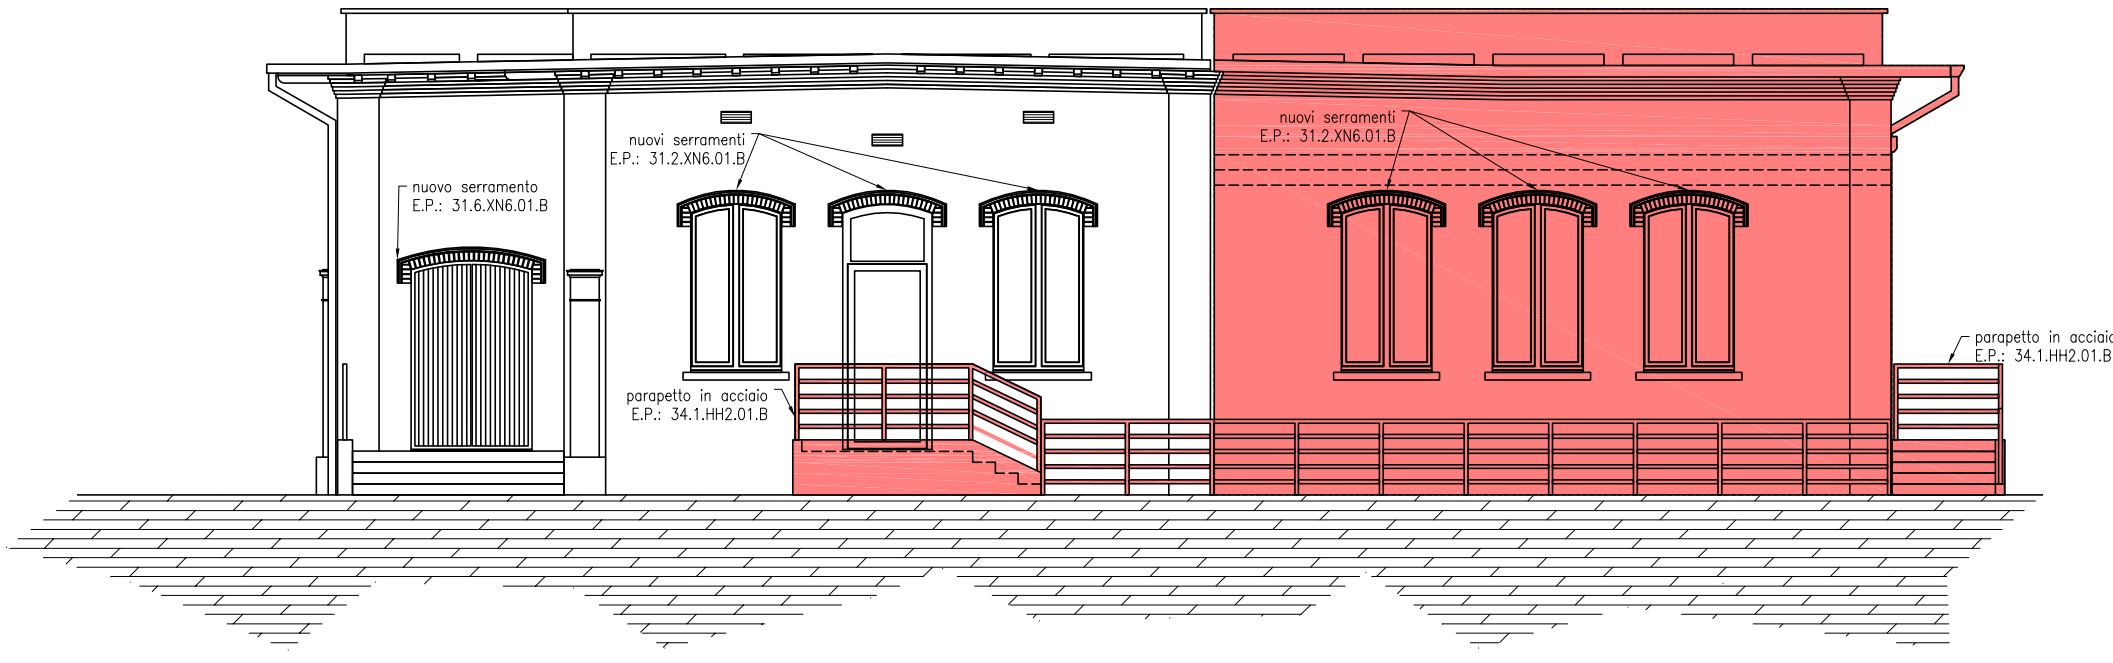 nuovo serramento
E.P.: 31.6.XN6.01.B
nuovi serramenti
E.P.: 31.2.XN6.01.B
parapetto in acciaio
E.P.: 34.1.HH2.01.B
nuovi serramenti
E.P.: 31.2.XN6.01.B
parapetto in acciaio
E.P.: 34.1.HH2.01.B